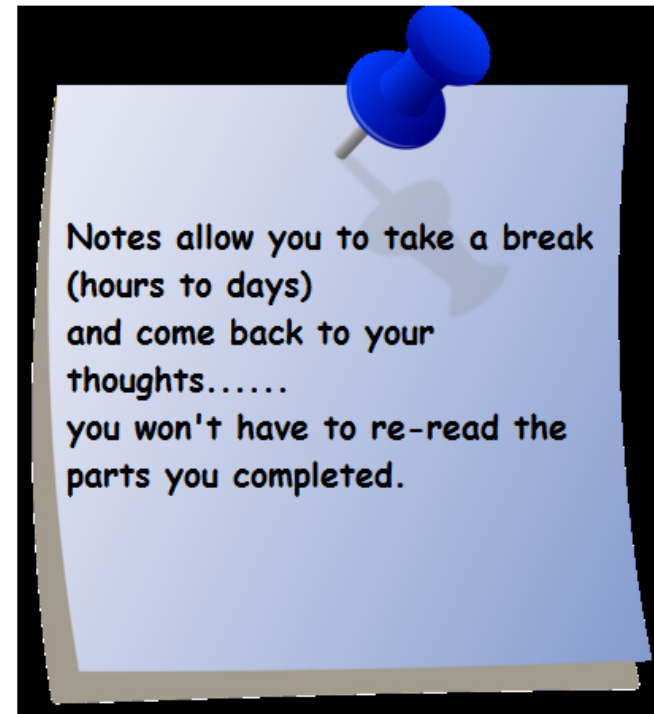 Notes allow you to take a break
(hours to days)
and come back to your
thoughts......
you won't have to re-read the
parts you completed.